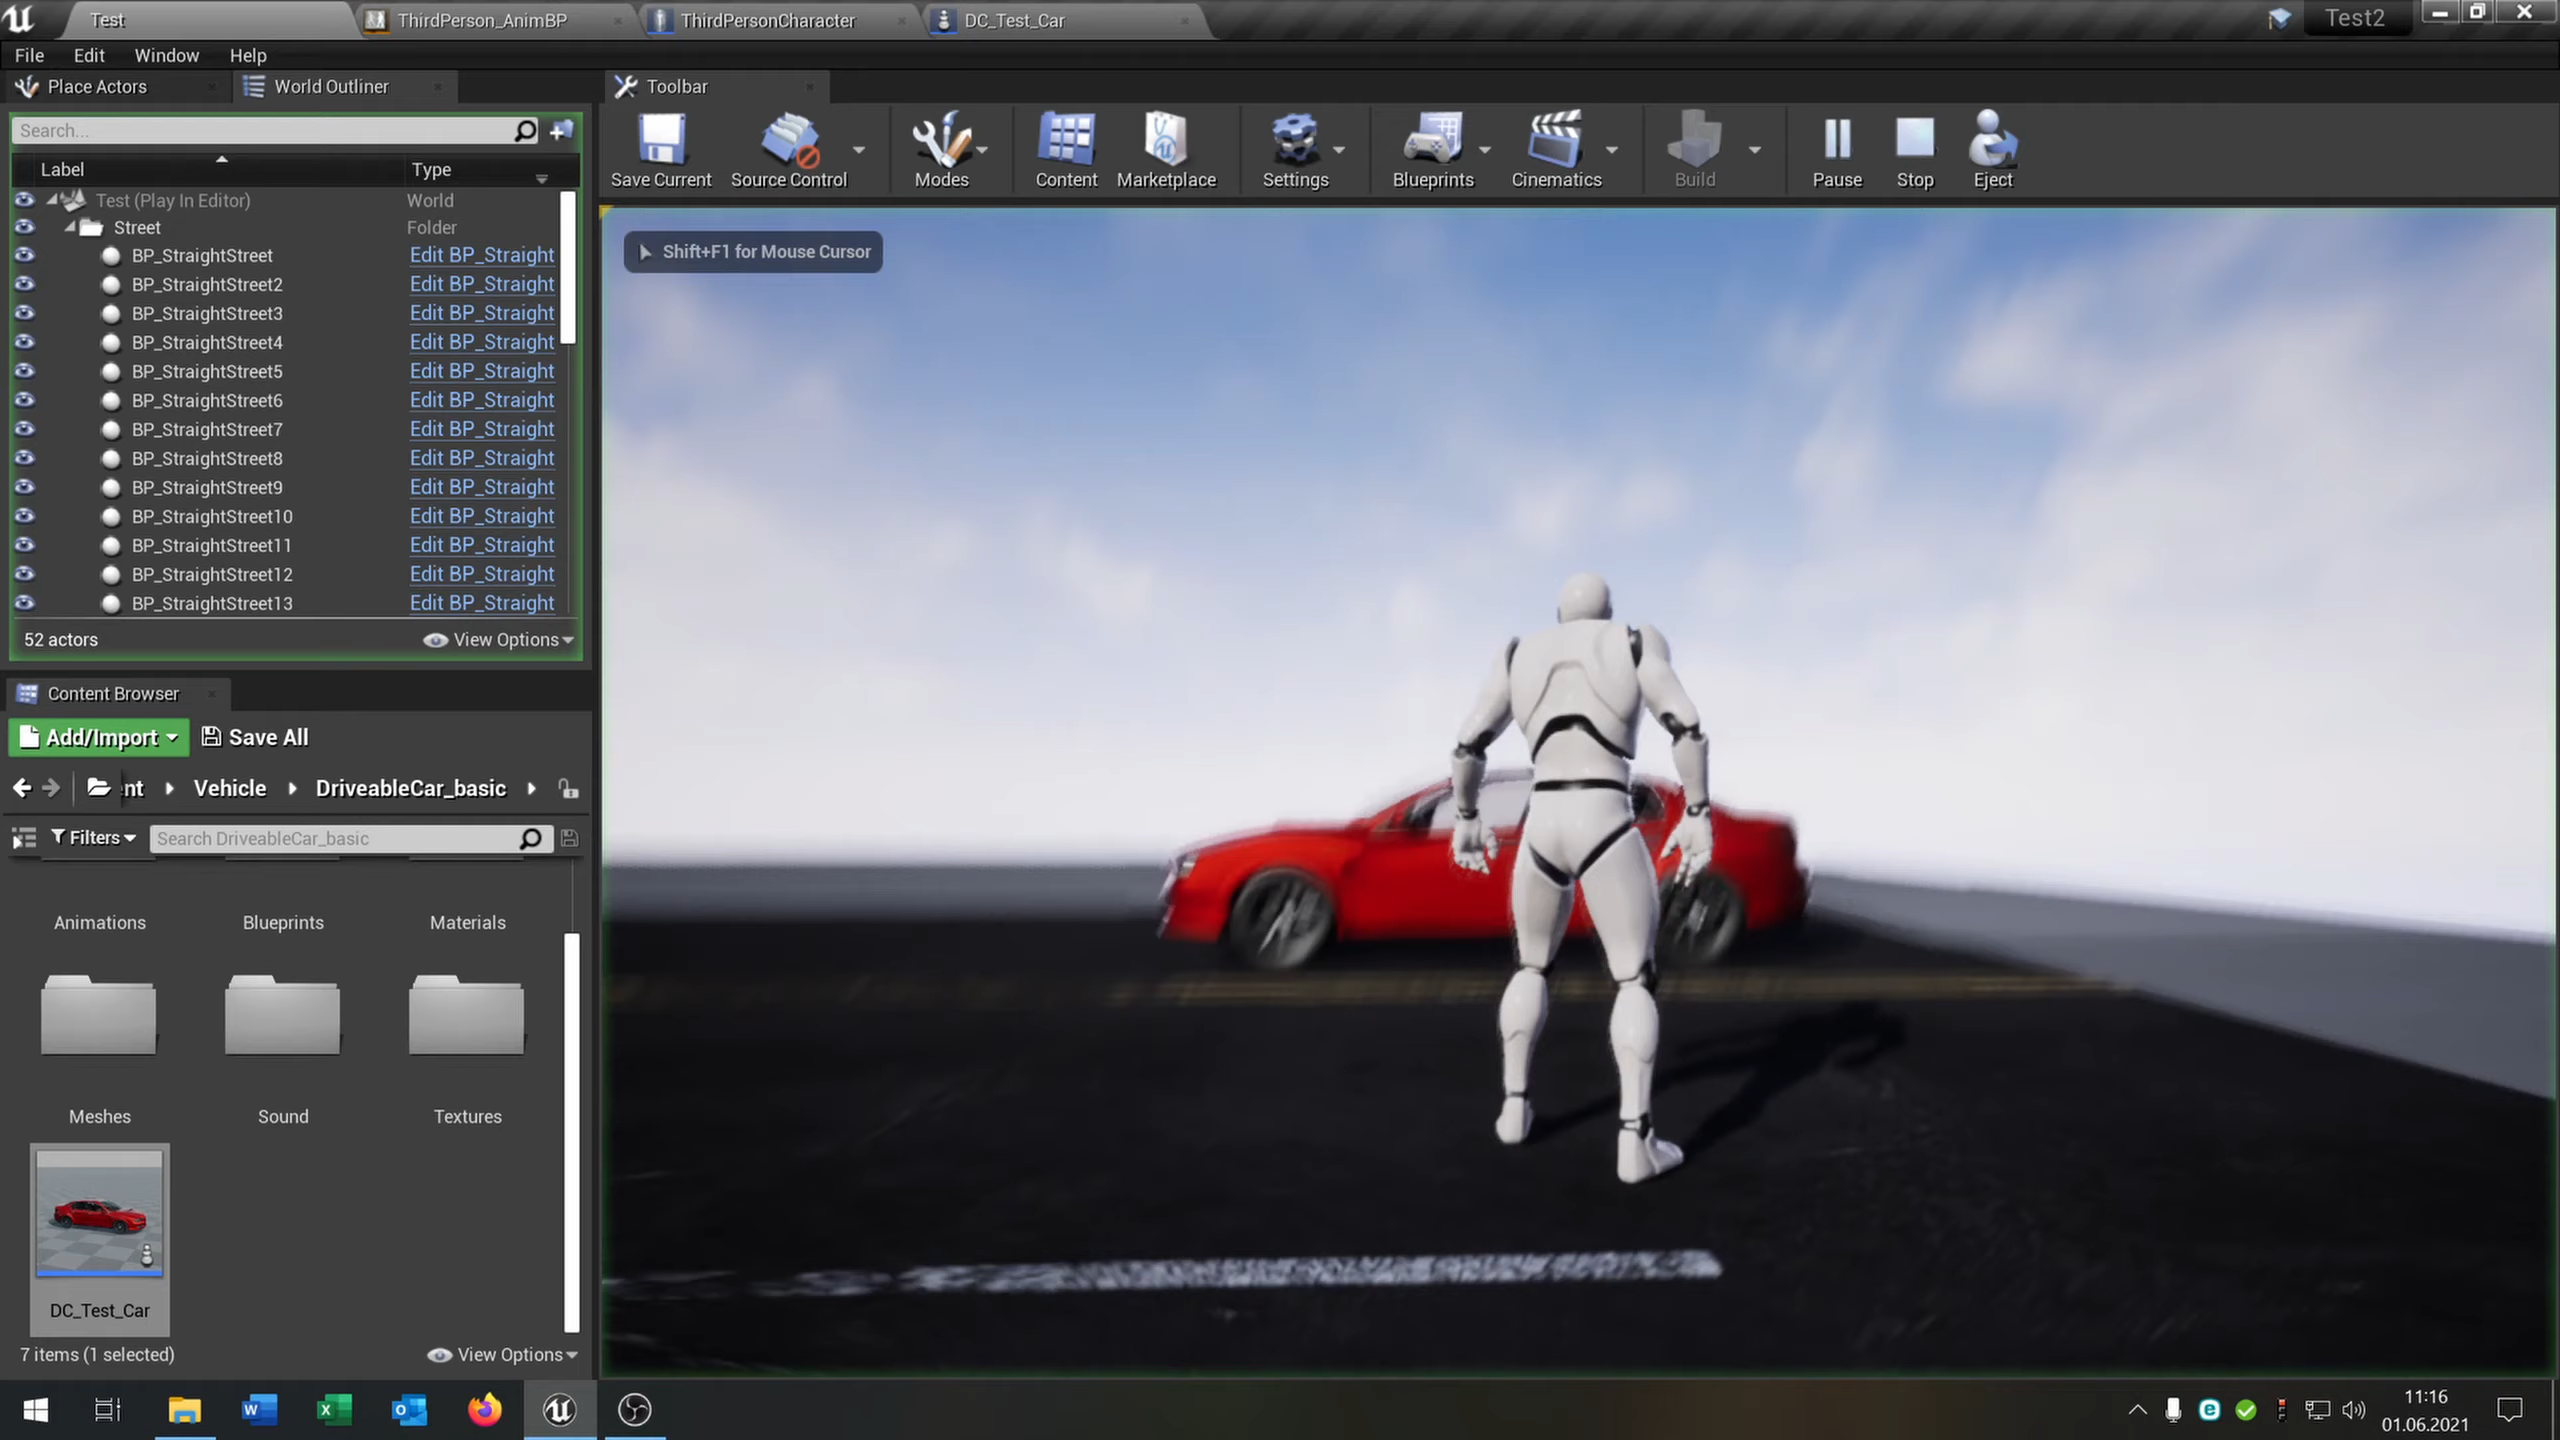 Test
ThirdPerson_AnimBP
ThirdPersonCharacter
DC_Test_Car
Test2
File Edit Window Help
Place Actors
World Outliner
Toolbar
Search...
Label Type
Test (Play In Editor) World
Street Folder
BP_StraightStreet Edit BP_Straight
BP_StraightStreet2 Edit BP_Straight
BP_StraightStreet3 Edit BP_Straight
BP_StraightStreet4 Edit BP_Straight
BP_StraightStreet5 Edit BP_Straight
BP_StraightStreet6 Edit BP_Straight
BP_StraightStreet7 Edit BP_Straight
BP_StraightStreet8 Edit BP_Straight
BP_StraightStreet9 Edit BP_Straight
BP_StraightStreet10 Edit BP_Straight
BP_StraightStreet11 Edit BP_Straight
BP_StraightStreet12 Edit BP_Straight
BP_StraightStreet13 Edit BP_Straight
52 actors View Options
Save Current Source Control Modes Content Marketplace Settings Blueprints Cinematics Build Pause Stop Eject
Shift+F1 for Mouse Cursor
Content Browser
Add/Import Save All
nt Vehicle DriveableCar_basic
Filters Search DriveableCar_basic
Animations Blueprints Materials
Meshes Sound Textures
DC_Test_Car
7 items (1 selected) View Options
11:16
01.06.2021